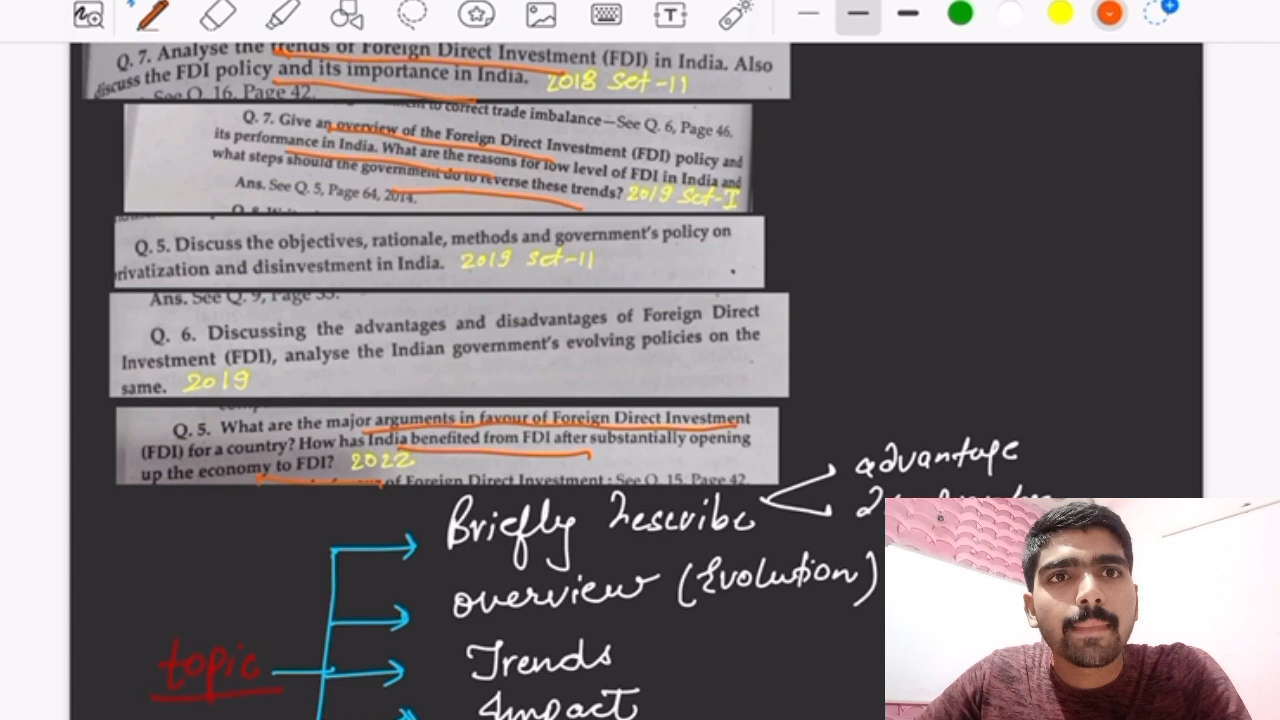 Q. 7. Analyse the trends of Foreign Direct Investment (FDI) in India. Also
discuss the FDI policy and its importance in India. 2018 Set-11
See Q. 16, Page 42.
to correct trade imbalance—See Q. 6, Page 46.
Q. 7. Give an overview of the Foreign Direct Investment (FDI) policy and
its performance in India. What are the reasons for low level of FDI in India and
what steps should the government do to reverse these trends? 2019 Set-I
Ans. See Q. 5, Page 64, 2014.
Q. 5. Discuss the objectives, rationale, methods and government's policy on
rivatization and disinvestment in India. 2019 Set-11
Ans. See Q. 9, Page 35.
Q. 6. Discussing the advantages and disadvantages of Foreign Direct
Investment (FDI), analyse the Indian government's evolving policies on the
same. 2019
Q. 5. What are the major arguments in favour of Foreign Direct Investment
(FDI) for a country? How has India benefited from FDI after substantially opening
up the economy to FDI? 2022
of Foreign Direct Investment : See Q. 15, Page 42.
advantage
Briefly Describe
overview (Evolution)
topic
Trends
Impact